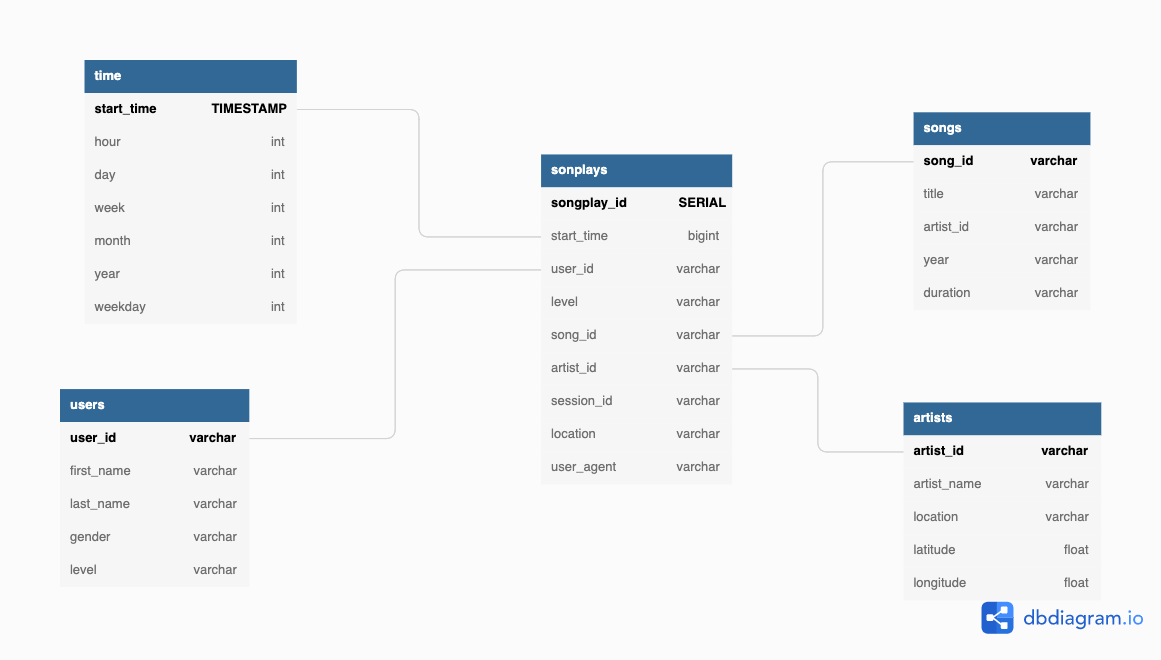 time
start_time TIMESTAMP
hour int
day int
week int
month int
year int
weekday int
users
user_id varchar
first_name varchar
last_name varchar
gender varchar
level varchar
sonplays
songplay_id SERIAL
start_time bigint
user_id varchar
level varchar
song_id varchar
artist_id varchar
session_id varchar
location varchar
user_agent varchar
songs
song_id varchar
title varchar
artist_id varchar
year varchar
duration varchar
artists
artist_id varchar
artist_name varchar
location varchar
latitude float
longitude float
dbdiagram.io